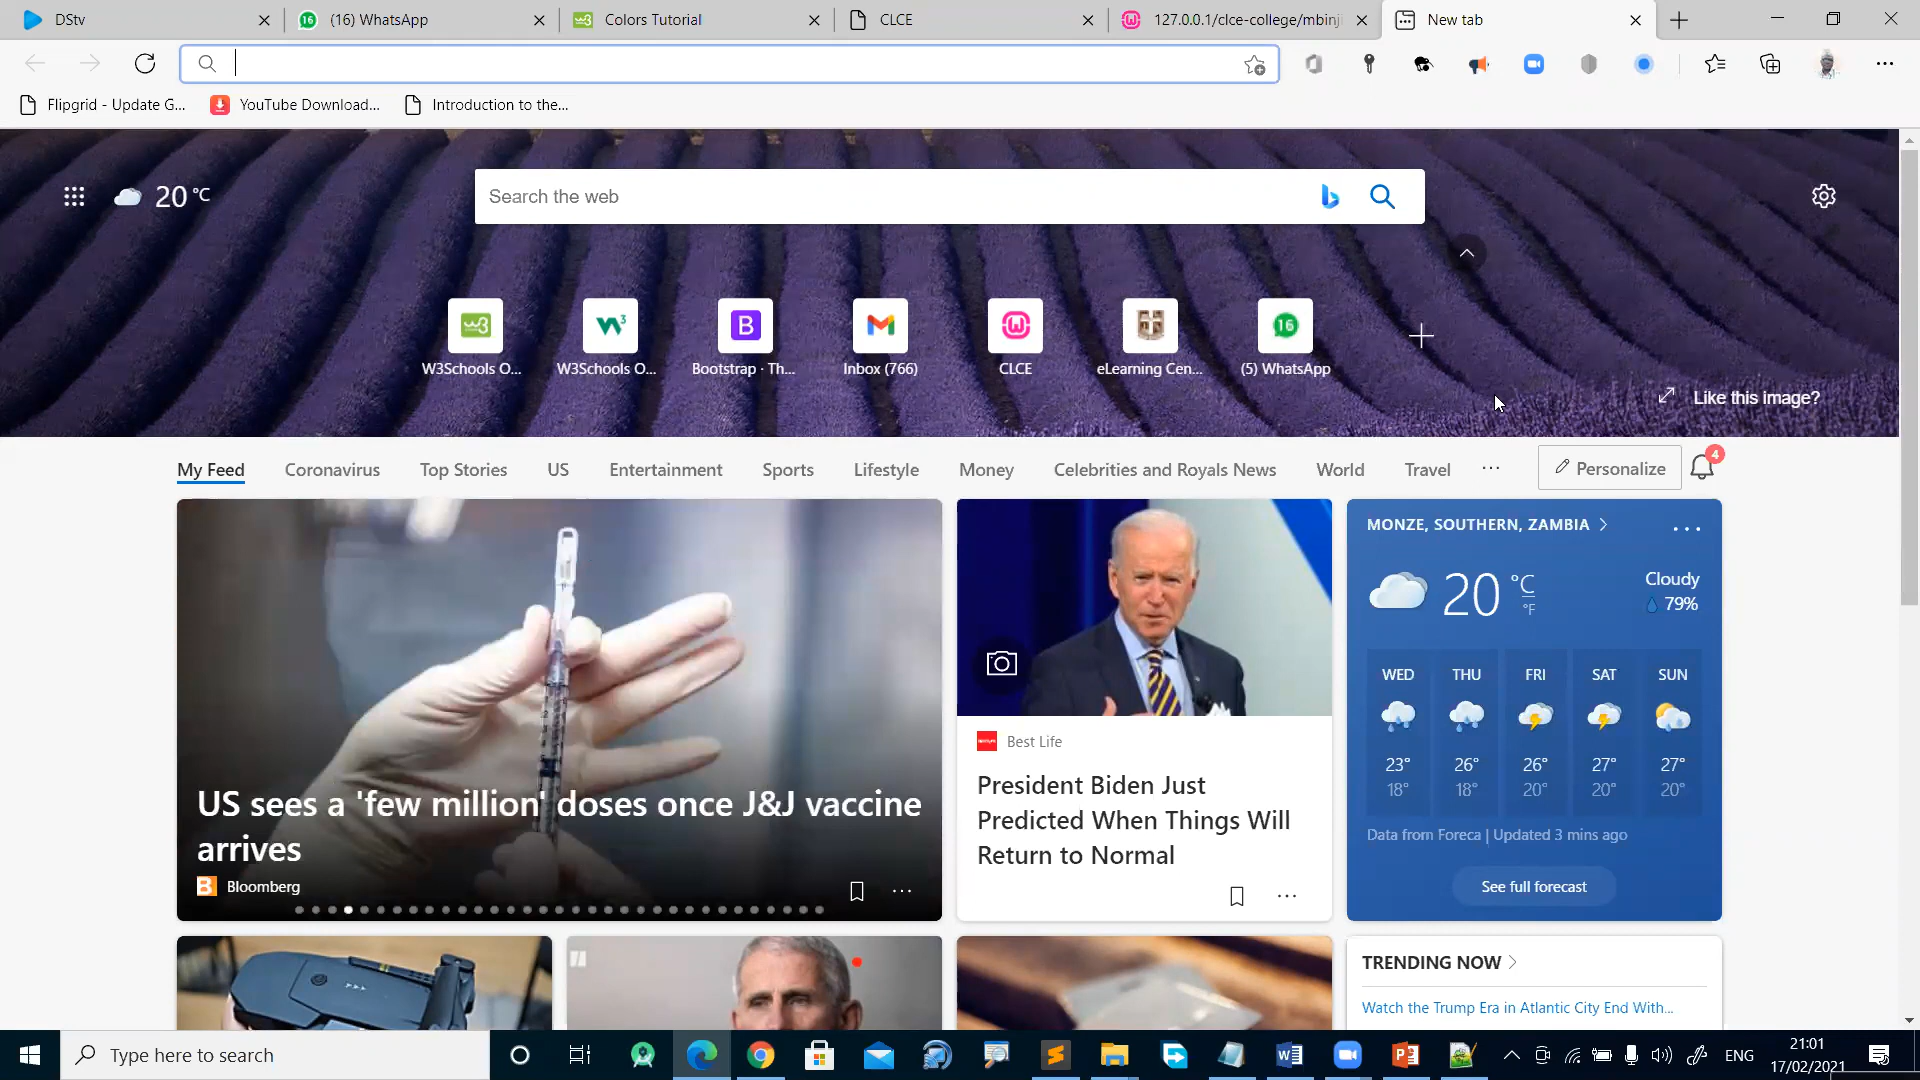 DStv
(16) WhatsApp
Colors Tutorial
CLCE
127.0.0.1/clce-college/mbinji
New tab
Flipgrid - Update G...
YouTube Download...
Introduction to the...
20 °C
Search the web
W3Schools O...
W3Schools O...
Bootstrap · Th...
Inbox (766)
CLCE
eLearning Cen...
(5) WhatsApp
Like this image?
My Feed
Coronavirus
Top Stories
US
Entertainment
Sports
Lifestyle
Money
Celebrities and Royals News
World
Travel
Personalize
4
US sees a 'few million' doses once J&J vaccine
arrives
Bloomberg
Best Life
President Biden Just
Predicted When Things Will
Return to Normal
MONZE, SOUTHERN, ZAMBIA
20 °C
°F
Cloudy
79%
WED THU FRI SAT SUN
23° 26° 26° 27° 27°
18° 18° 20° 20° 20°
Data from Foreca | Updated 3 mins ago
See full forecast
TRENDING NOW
Watch the Trump Era in Atlantic City End With...
Type here to search
ENG
21:01
17/02/2021